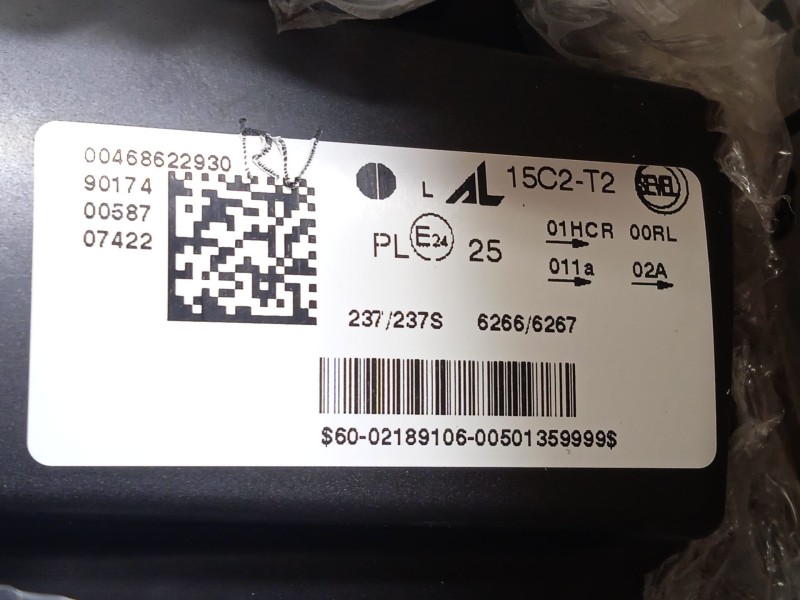 00468622930
90174
00587
07422
L AL 15C2-T2
PL E24 25
01HCR 00RL
011a 02A
237/237S 6266/6267
$60-02189106-00501359999$